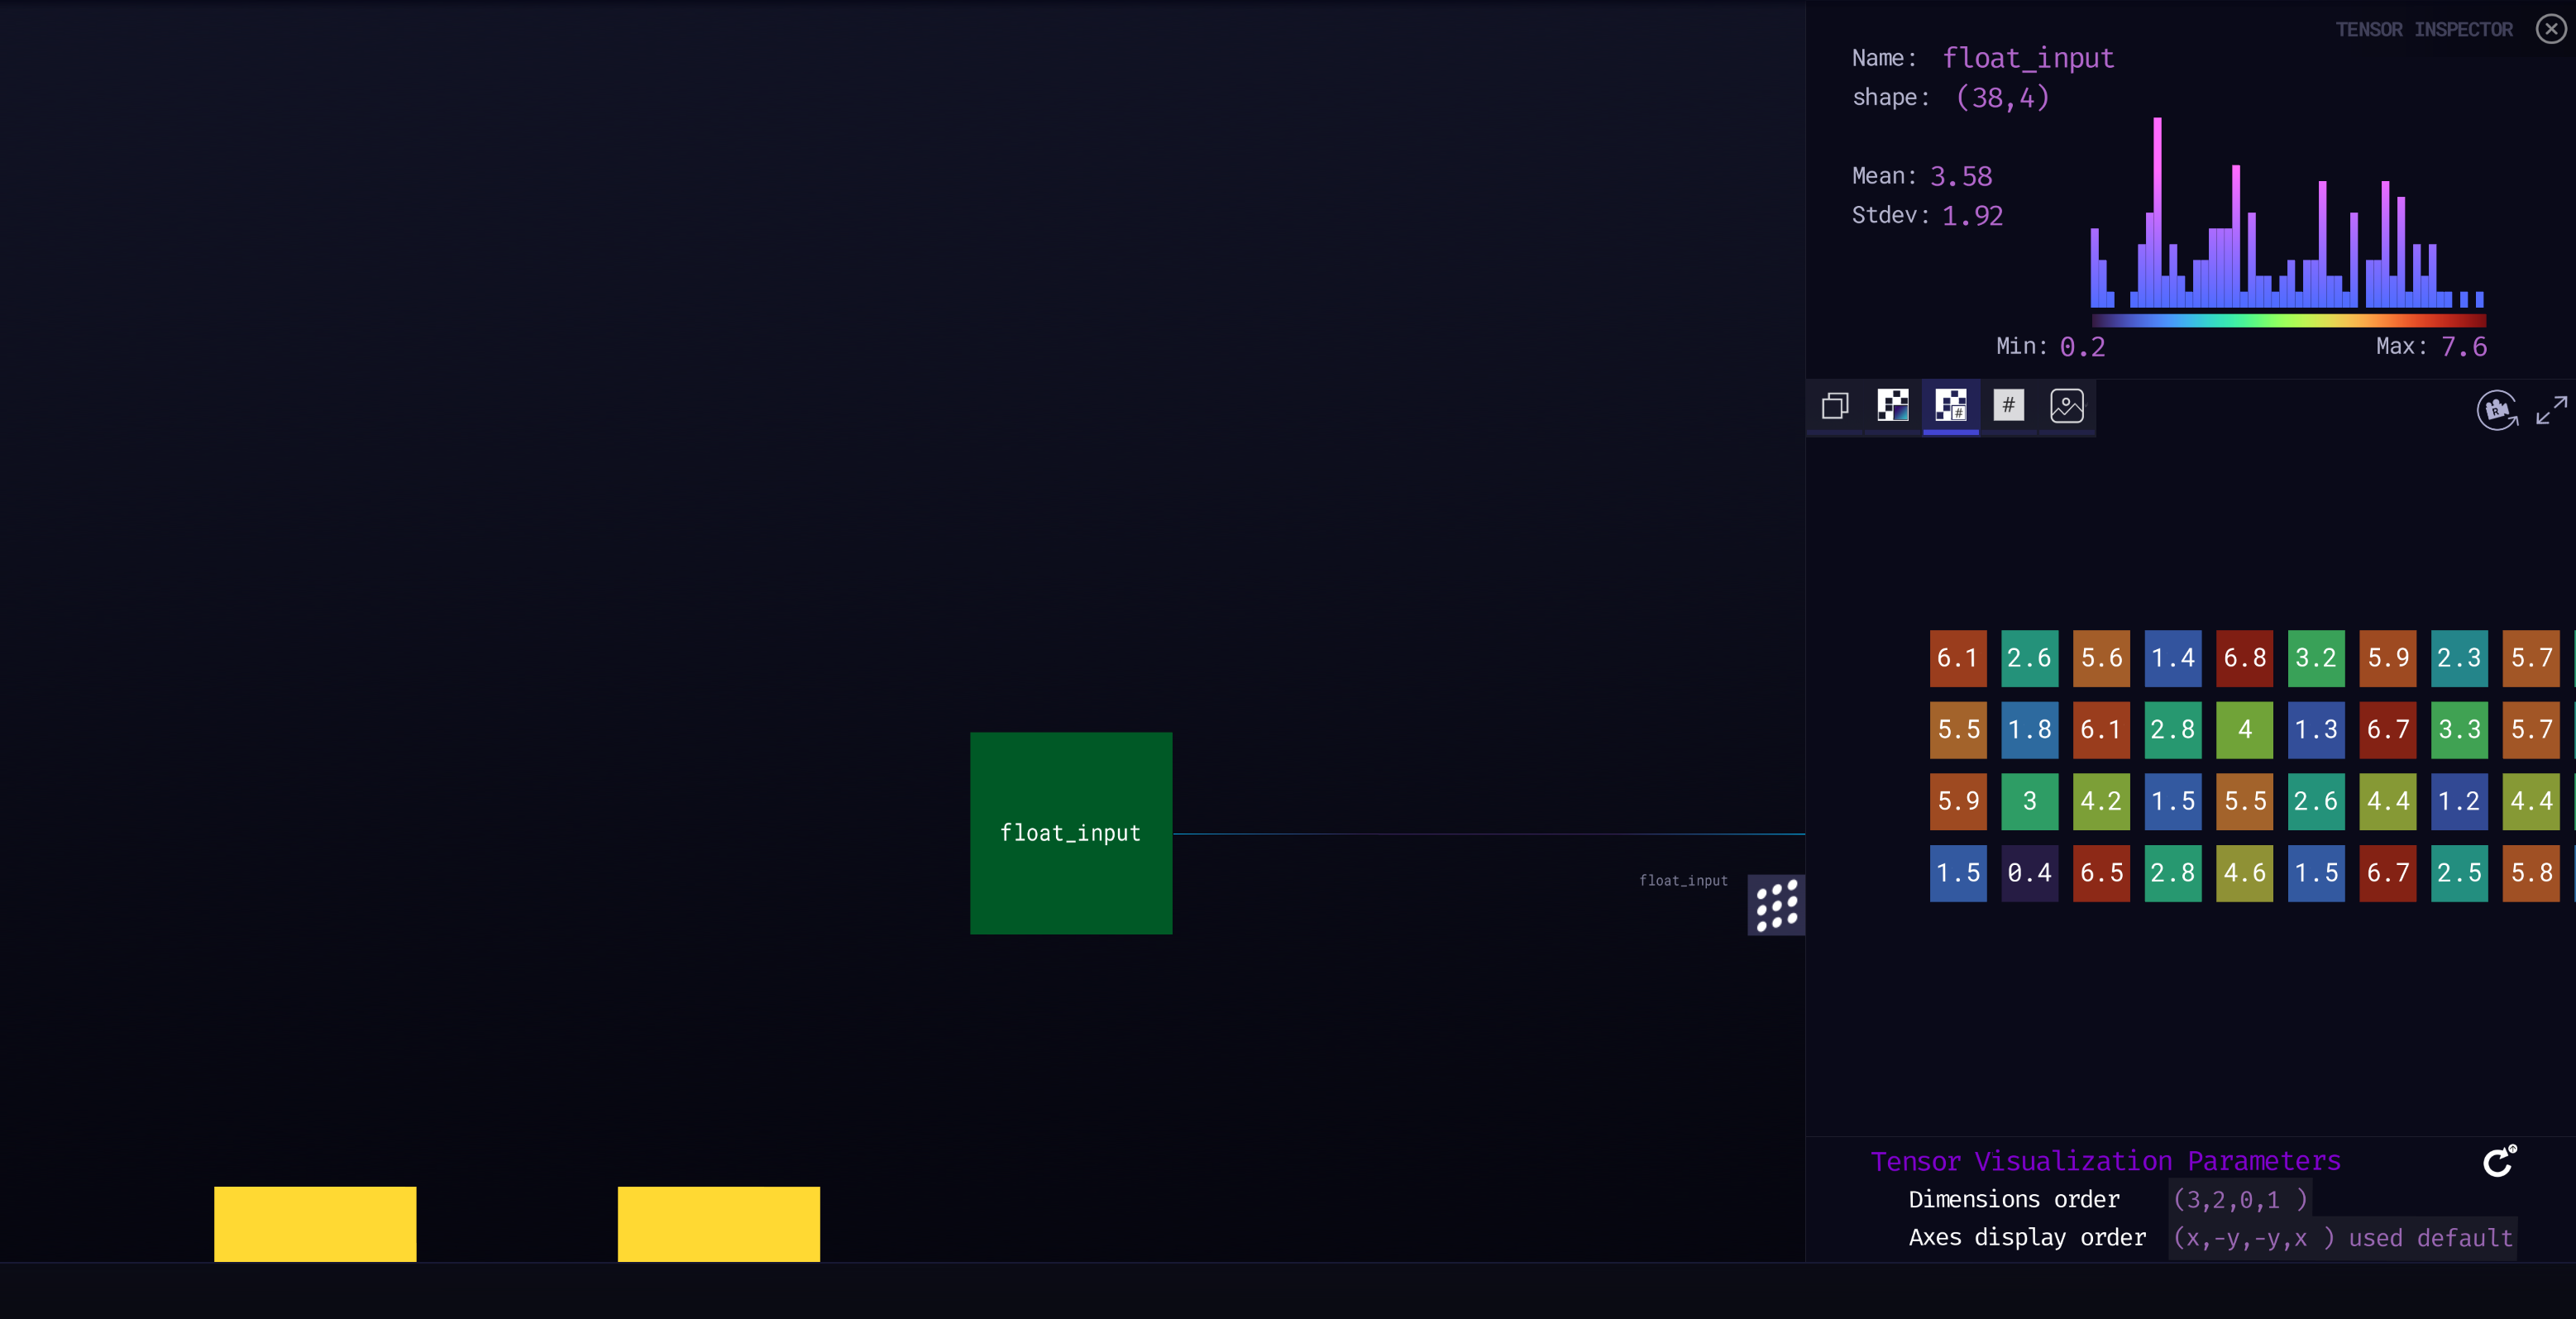 TENSOR INSPECTOR
Name: float_input
shape: (38,4)
Mean: 3.58
Stdev: 1.92
Min: 0.2 Max: 7.6
#
#
R
6.1 2.6 5.6 1.4 6.8 3.2 5.9 2.3 5.7
5.5 1.8 6.1 2.8 4 1.3 6.7 3.3 5.7
5.9 3 4.2 1.5 5.5 2.6 4.4 1.2 4.4
1.5 0.4 6.5 2.8 4.6 1.5 6.7 2.5 5.8
float_input
float_input
Tensor Visualization Parameters
Dimensions order (3,2,0,1 )
Axes display order (x,-y,-y,x ) used default